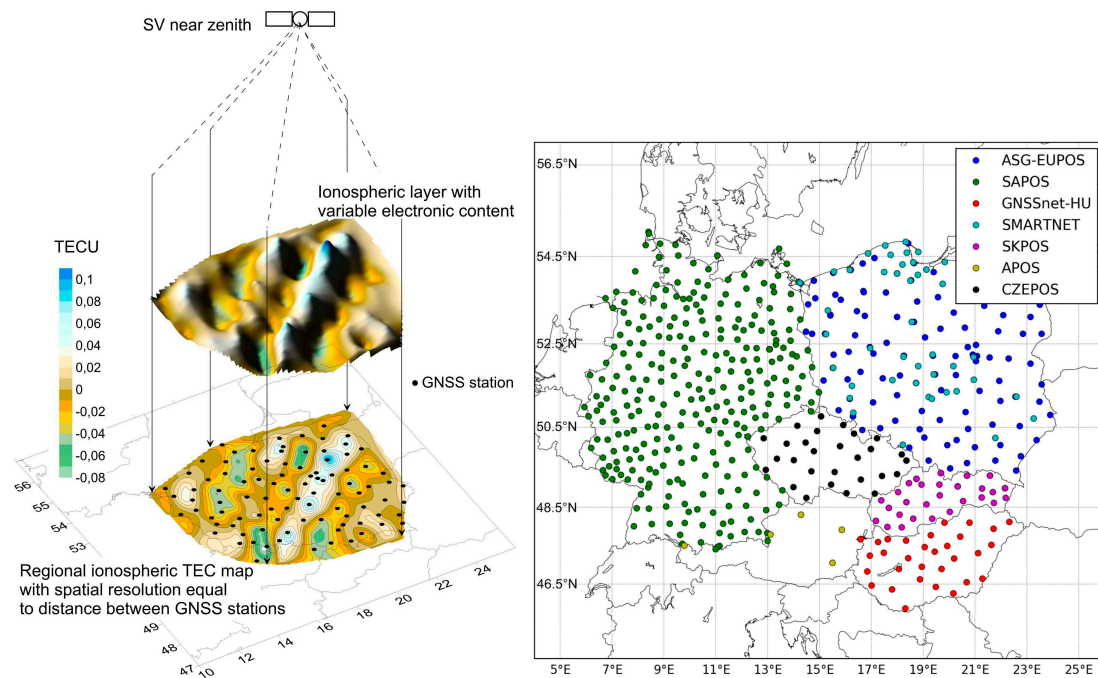 SV near zenith
Ionospheric layer with
variable electronic content
TECU
0,1
0,08
0,06
0,04
0,02
0
-0,02
-0,04
-0,06
-0,08
GNSS station
56
55
54
53
49
48
47
10
12
14
16
18
20
22
24
Regional ionospheric TEC map
with spatial resolution equal
to distance between GNSS stations
ASG-EUPOS
SAPOS
GNSSnet-HU
SMARTNET
SKPOS
APOS
CZEPOS
56.5°N
54.5°N
52.5°N
50.5°N
48.5°N
46.5°N
5°E 7°E 9°E 11°E 13°E 15°E 17°E 19°E 21°E 23°E 25°E